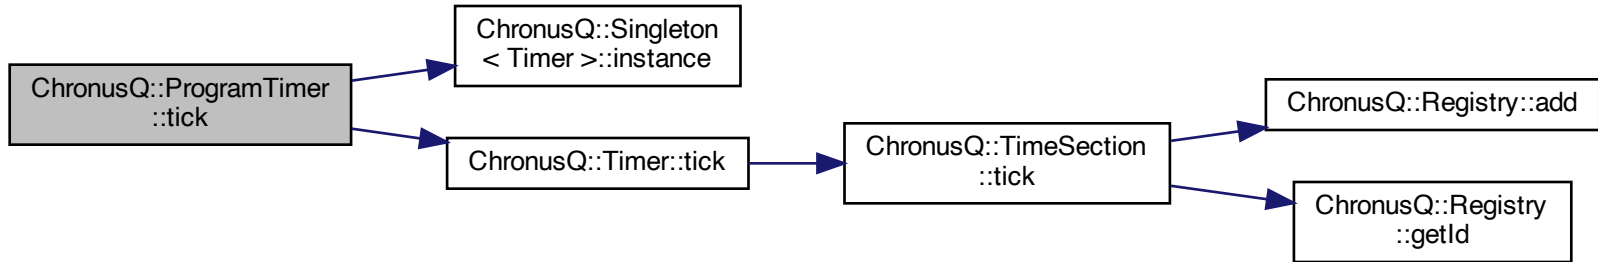 ChronusQ::ProgramTimer
::tick
ChronusQ::Singleton
< Timer >::instance
ChronusQ::Timer::tick
ChronusQ::TimeSection
::tick
ChronusQ::Registry::add
ChronusQ::Registry
::getId